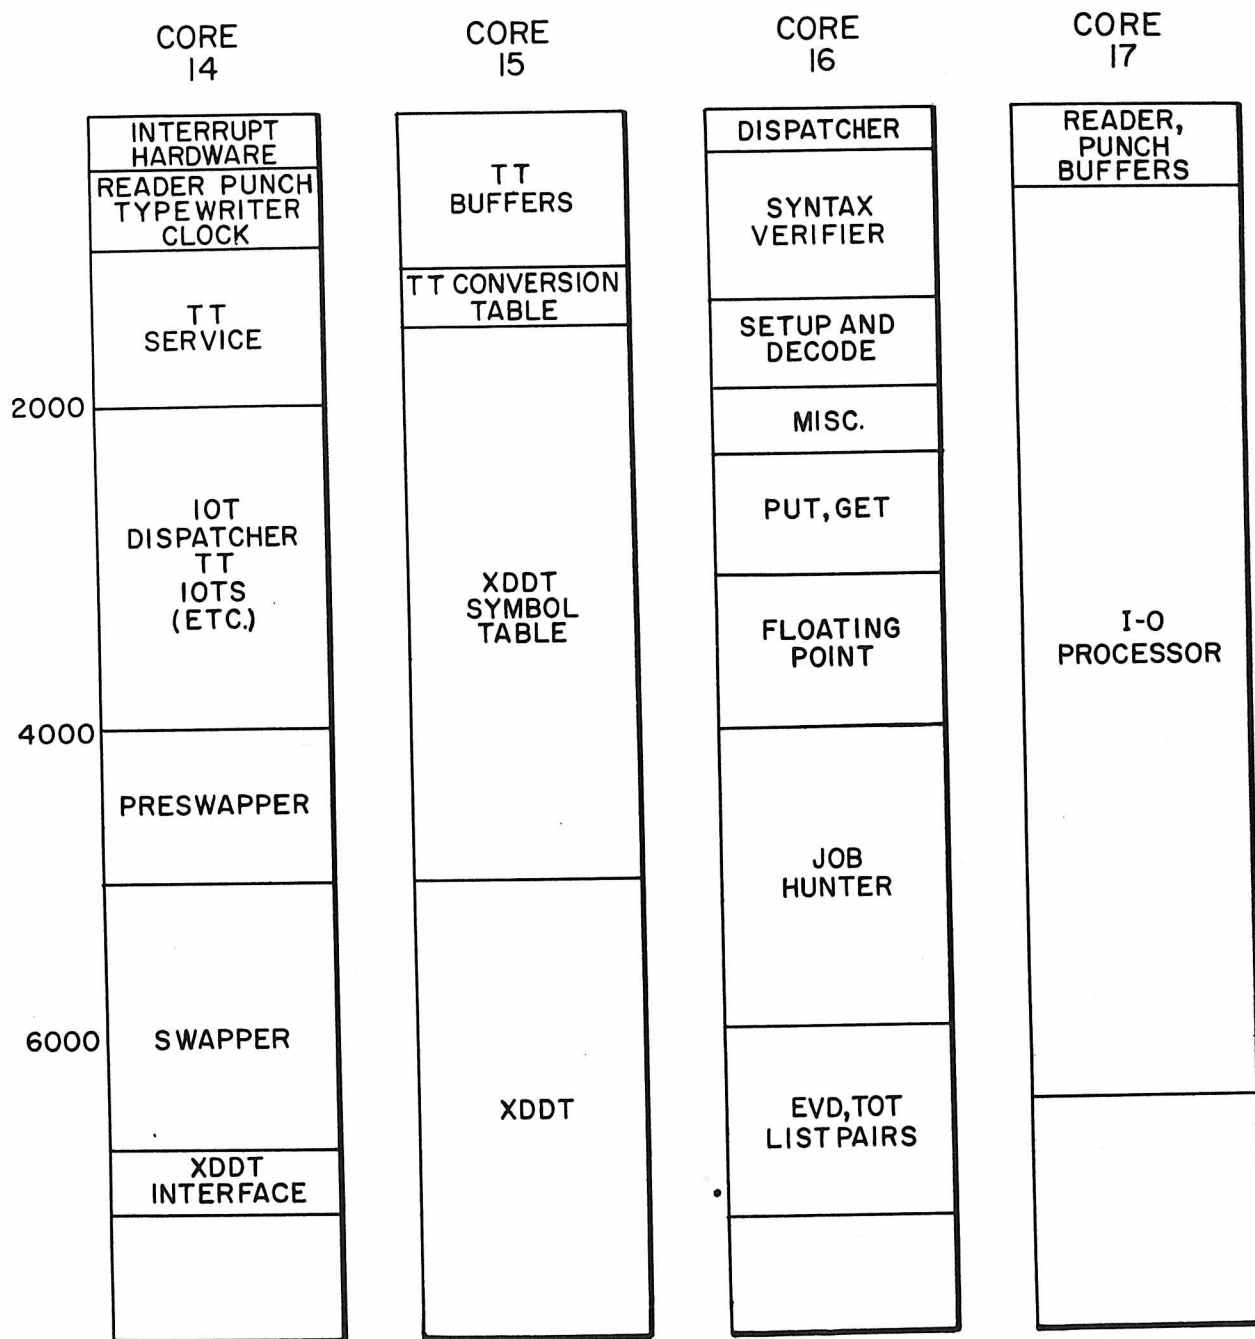 CORE
14
INTERRUPT
HARDWARE
READER PUNCH
TYPEWRITER
CLOCK
TT
SERVICE
2000
IOT
DISPATCHER
TT
IOTS
(ETC.)
4000
PRESWAPPER
6000
SWAPPER
XDDT
INTERFACE
CORE
15
TT
BUFFERS
TT CONVERSION
TABLE
XDDT
SYMBOL
TABLE
XDDT
CORE
16
DISPATCHER
SYNTAX
VERIFIER
SETUP AND
DECODE
MISC.
PUT, GET
FLOATING
POINT
JOB
HUNTER
EVD, TOT
LIST PAIRS
CORE
17
READER,
PUNCH
BUFFERS
I-O
PROCESSOR